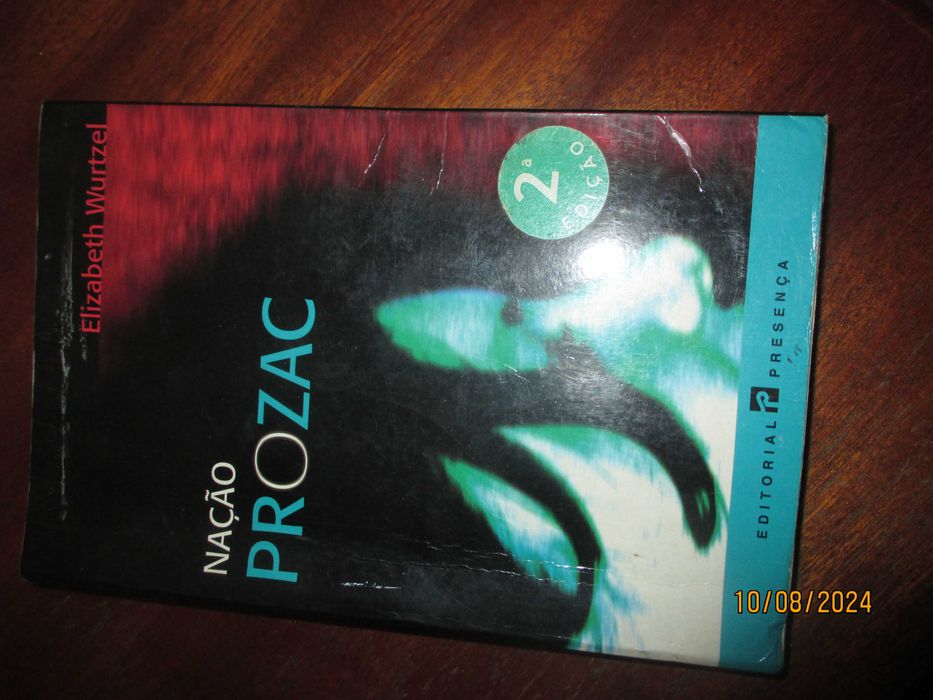 Elizabeth Wurtzel
NAÇÃO
PROZAC
2ª
EDIÇÃO
EDITORIAL PRESENÇA
10/08/2024